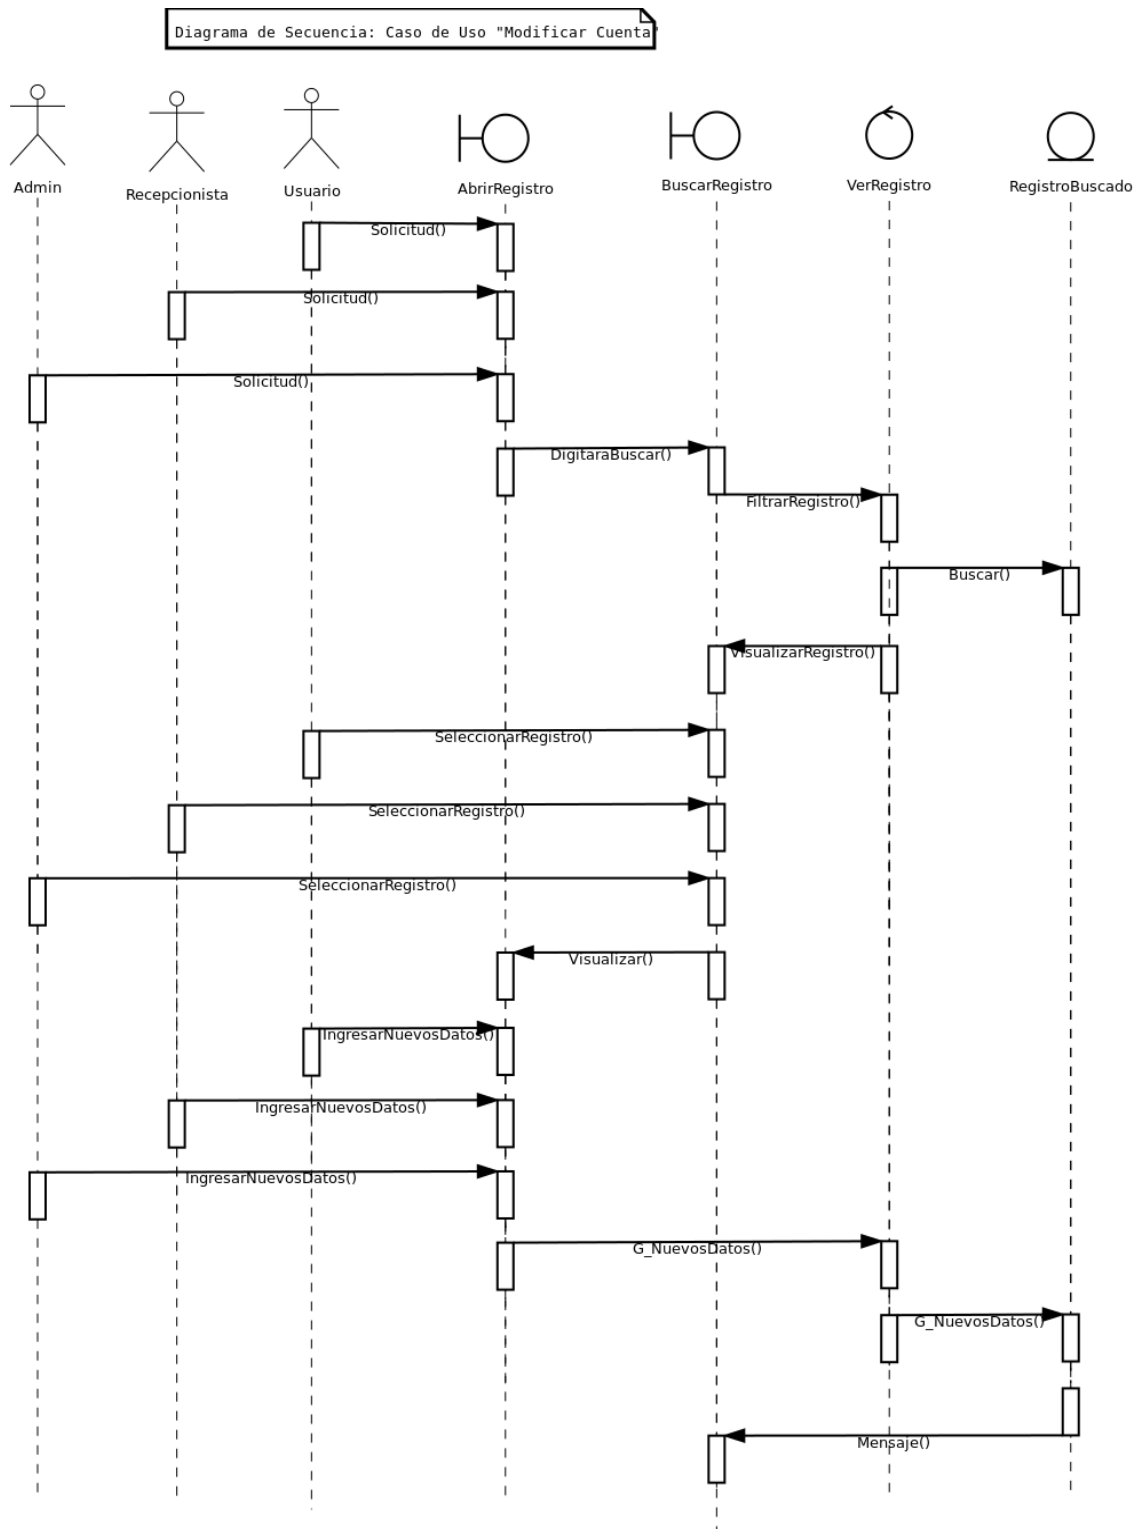 Diagrama de Secuencia: Caso de Uso "Modificar Cuenta"
Admin
Recepcionista
Usuario
AbrirRegistro
BuscarRegistro
VerRegistro
RegistroBuscado
Solicitud()
Solicitud()
Solicitud()
DigitaraBuscar()
FiltrarRegistro()
Buscar()
VisualizarRegistro()
SeleccionarRegistro()
SeleccionarRegistro()
SeleccionarRegistro()
Visualizar()
IngresarNuevosDatos()
IngresarNuevosDatos()
IngresarNuevosDatos()
G_NuevosDatos()
G_NuevosDatos()
Mensaje()